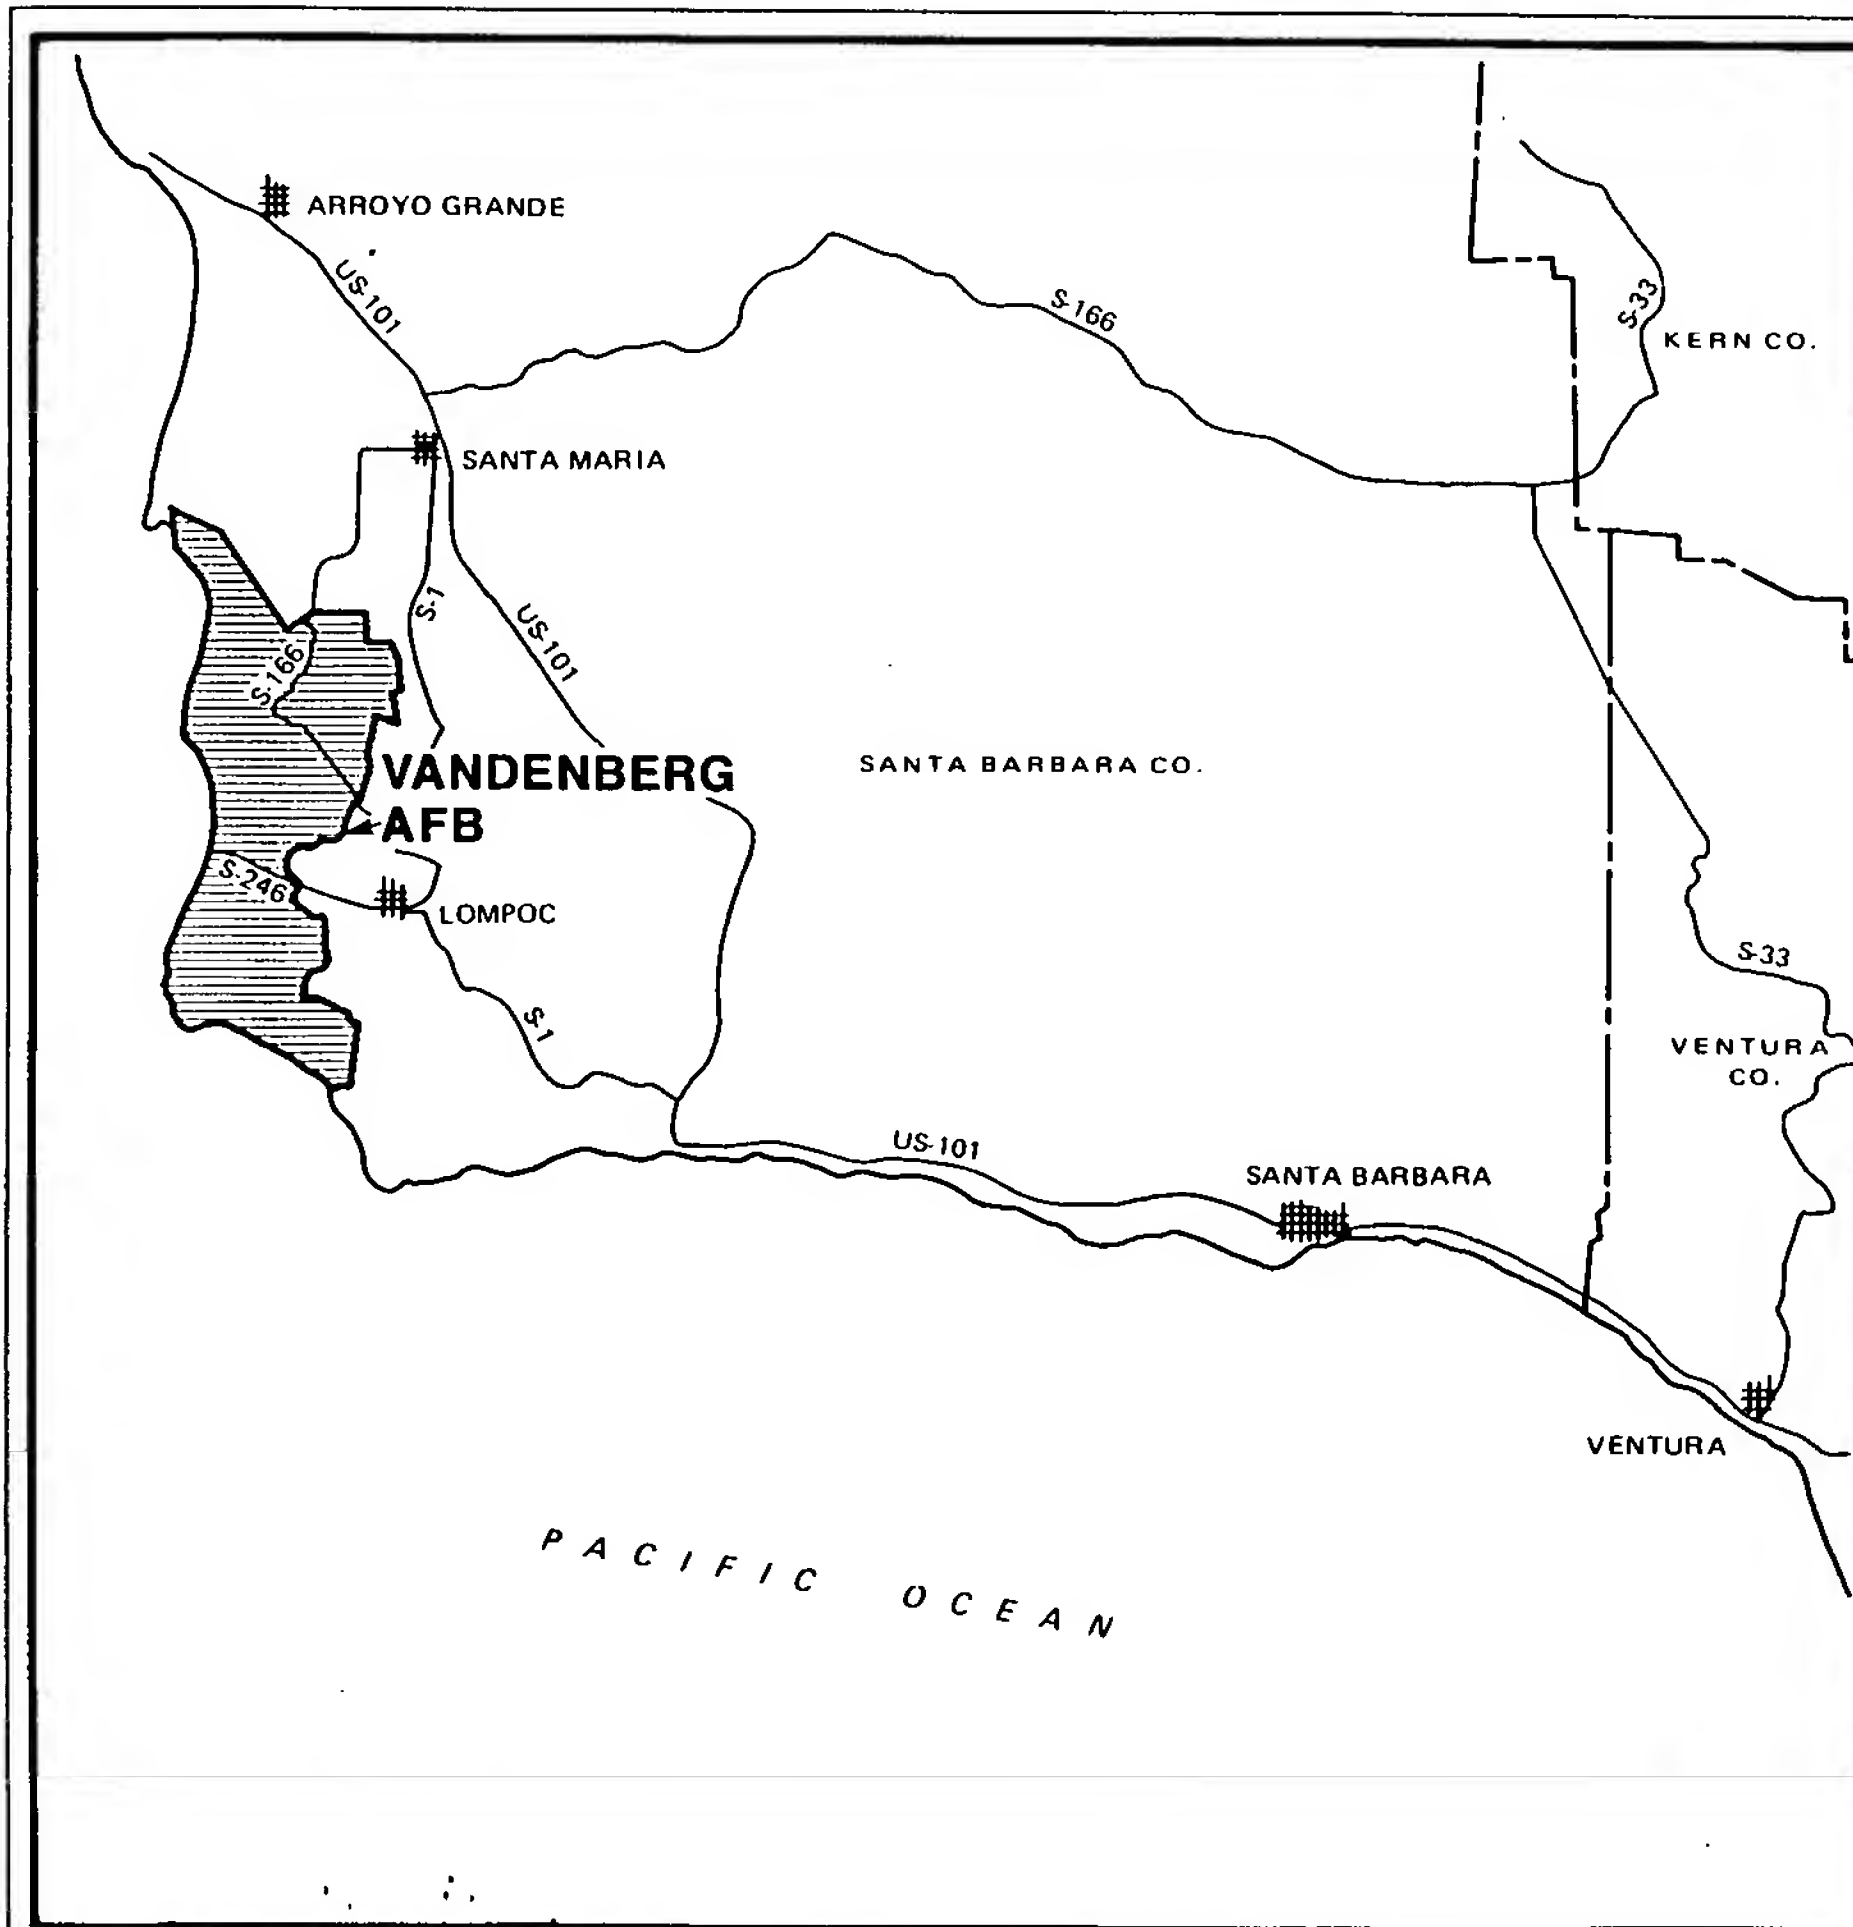 ARROYO GRANDE
US-101
S-166
S-33
KERN CO.
SANTA MARIA
S-1
US-101
S-166
VANDENBERG
AFB
SANTA BARBARA CO.
S-246
LOMPOC
S-1
S-33
VENTURA
CO.
US-101
SANTA BARBARA
VENTURA
PACIFIC OCEAN